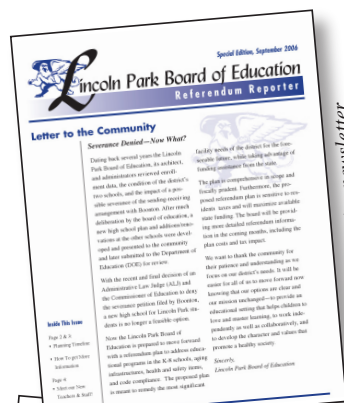 Special Edition, September 2006
Lincoln Park Board of Education
Referendum Reporter
Letter to the Community
Severance Denied—Now What?
Dating back several years the Lincoln
Park Board of Education, its architect,
and administrators reviewed enroll-
ment data, the condition of the district's
two schools, and the impact of a pos-
sible severance of the sending-receiving
arrangement with Boonton. After much
deliberation by the board of education, a
new high school plan and additions/reno-
vations at the other schools were devel-
oped and presented to the community
and later submitted to the Department of
Education (DOE) for review.
With the recent and final decision of an
Administrative Law Judge (ALJ) and
the Commissioner of Education to deny
the severance petition filed by Boonton,
a new high school for Lincoln Park stu-
dents is no longer a feasible option.
Now the Lincoln Park Board of
Education is prepared to move forward
with a referendum plan to address educa-
tional programs in the K-8 schools, aging
infrastructures, health and safety items,
and code compliance. The proposed plan
is meant to remedy the most significant
facility needs of the district for the fore-
seeable future, while taking advantage of
funding assistance from the state.
The plan is comprehensive in scope and
fiscally prudent. Furthermore, the pro-
posed referendum plan is sensitive to res-
idents taxes and will maximize available
state funding. The board will be provid-
ing more detailed referendum informa-
tion in the coming months, including the
plan costs and tax impact.
We want to thank the community for
their patience and understanding as we
focus on our district's needs. It will be
easier for all of us to move forward now
knowing that our options are clear and
our mission unchanged—to provide an
educational setting that helps children to
love and master learning, to work inde-
pendently as well as collaboratively, and
to develop the character and values that
promote a healthy society.
Sincerely,
Lincoln Park Board of Education
Inside This Issue
Page 2 & 3
• Planning Timeline
• How To get More
Information
Page 4
• Meet our New
Teachers & Staff!
newsletter